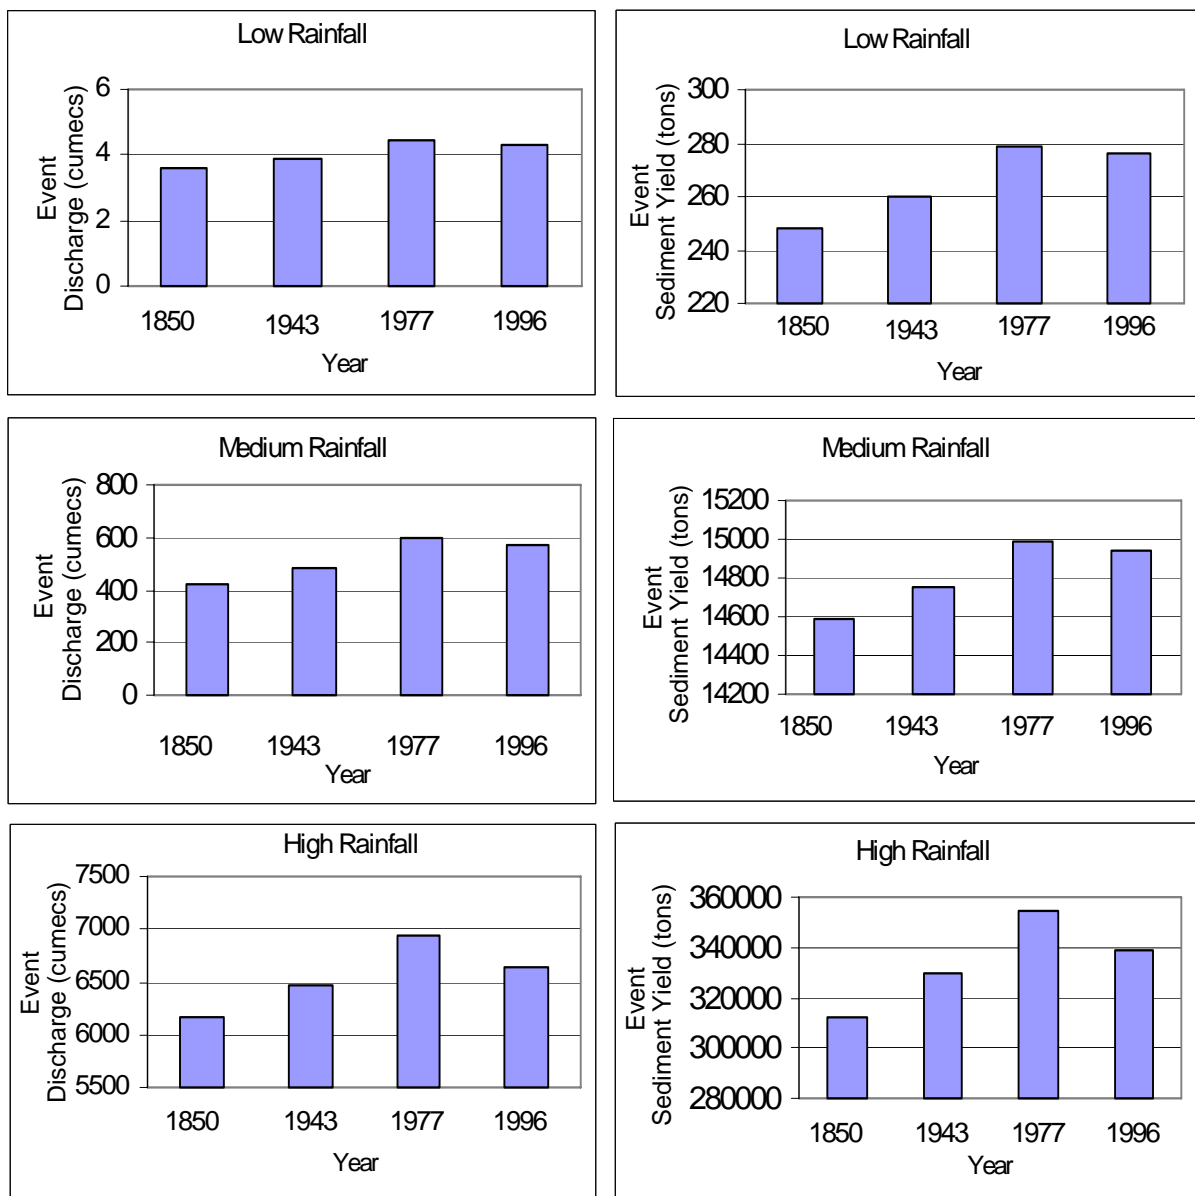 Low Rainfall
Event
Discharge (cumecs)
6
4
2
0
1850 1943 1977 1996
Year
Low Rainfall
Event
Sediment Yield (tons)
300
280
260
240
220
1850 1943 1977 1996
Year
Medium Rainfall
Event
Discharge (cumecs)
800
600
400
200
0
1850 1943 1977 1996
Year
Medium Rainfall
Event
Sediment Yield (tons)
15200
15000
14800
14600
14400
14200
1850 1943 1977 1996
Year
High Rainfall
Event
Discharge (cumecs)
7500
7000
6500
6000
5500
1850 1943 1977 1996
Year
High Rainfall
Event
Sediment Yield (tons)
360000
340000
320000
300000
280000
1850 1943 1977 1996
Year